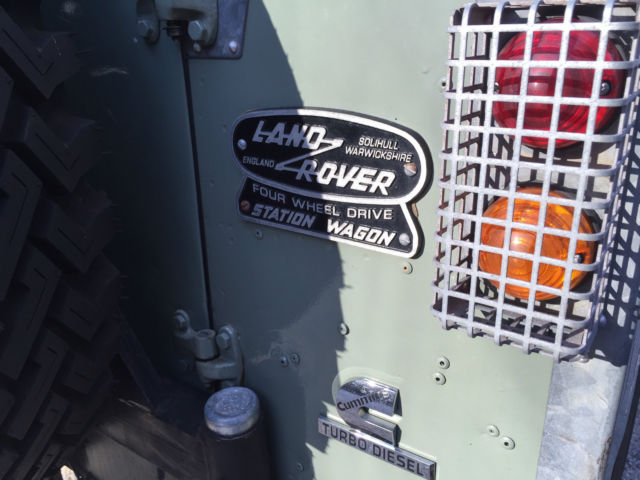 LAND ROVER
SOLIHULL
WARWICKSHIRE
ENGLAND
FOUR WHEEL DRIVE
STATION WAGON
Cummins
TURBO DIESEL